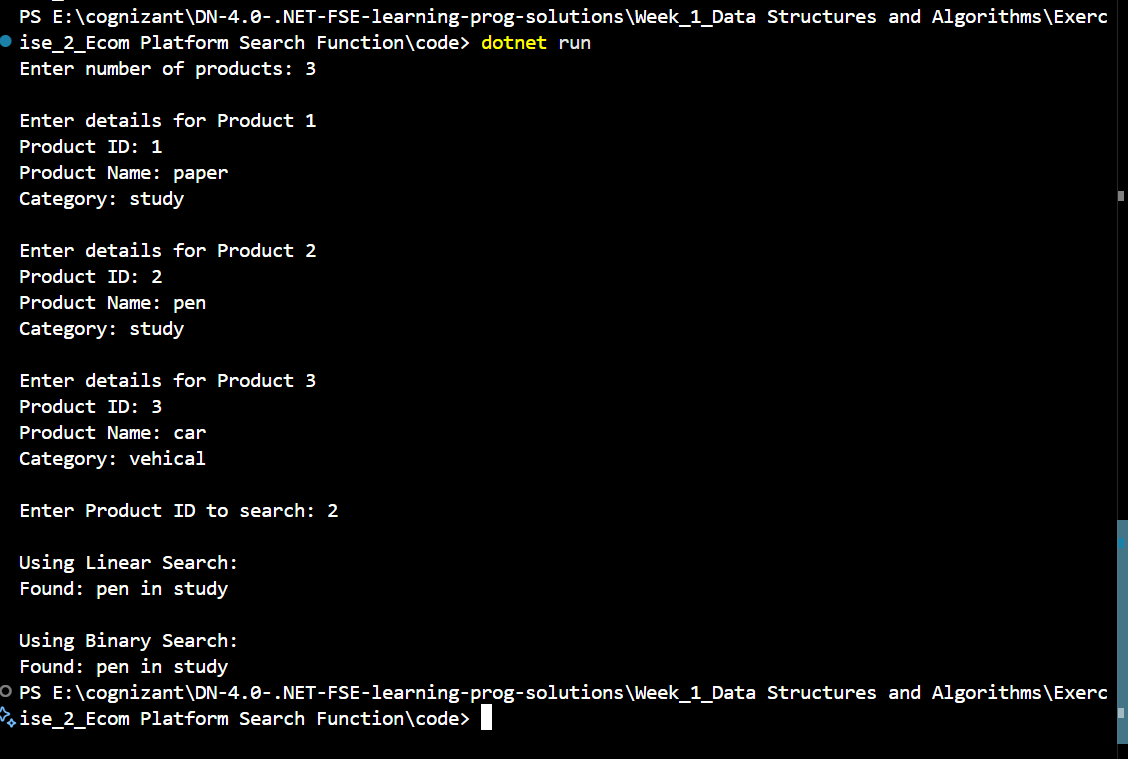 PS E:\cognizant\DN-4.0-.NET-FSE-learning-prog-solutions\Week_1_Data Structures and Algorithms\Exerc
ise_2_Ecom Platform Search Function\code> dotnet run
Enter number of products: 3
Enter details for Product 1
Product ID: 1
Product Name: paper
Category: study
Enter details for Product 2
Product ID: 2
Product Name: pen
Category: study
Enter details for Product 3
Product ID: 3
Product Name: car
Category: vehical
Enter Product ID to search: 2
Using Linear Search:
Found: pen in study
Using Binary Search:
Found: pen in study
PS E:\cognizant\DN-4.0-.NET-FSE-learning-prog-solutions\Week_1_Data Structures and Algorithms\Exerc
ise_2_Ecom Platform Search Function\code>